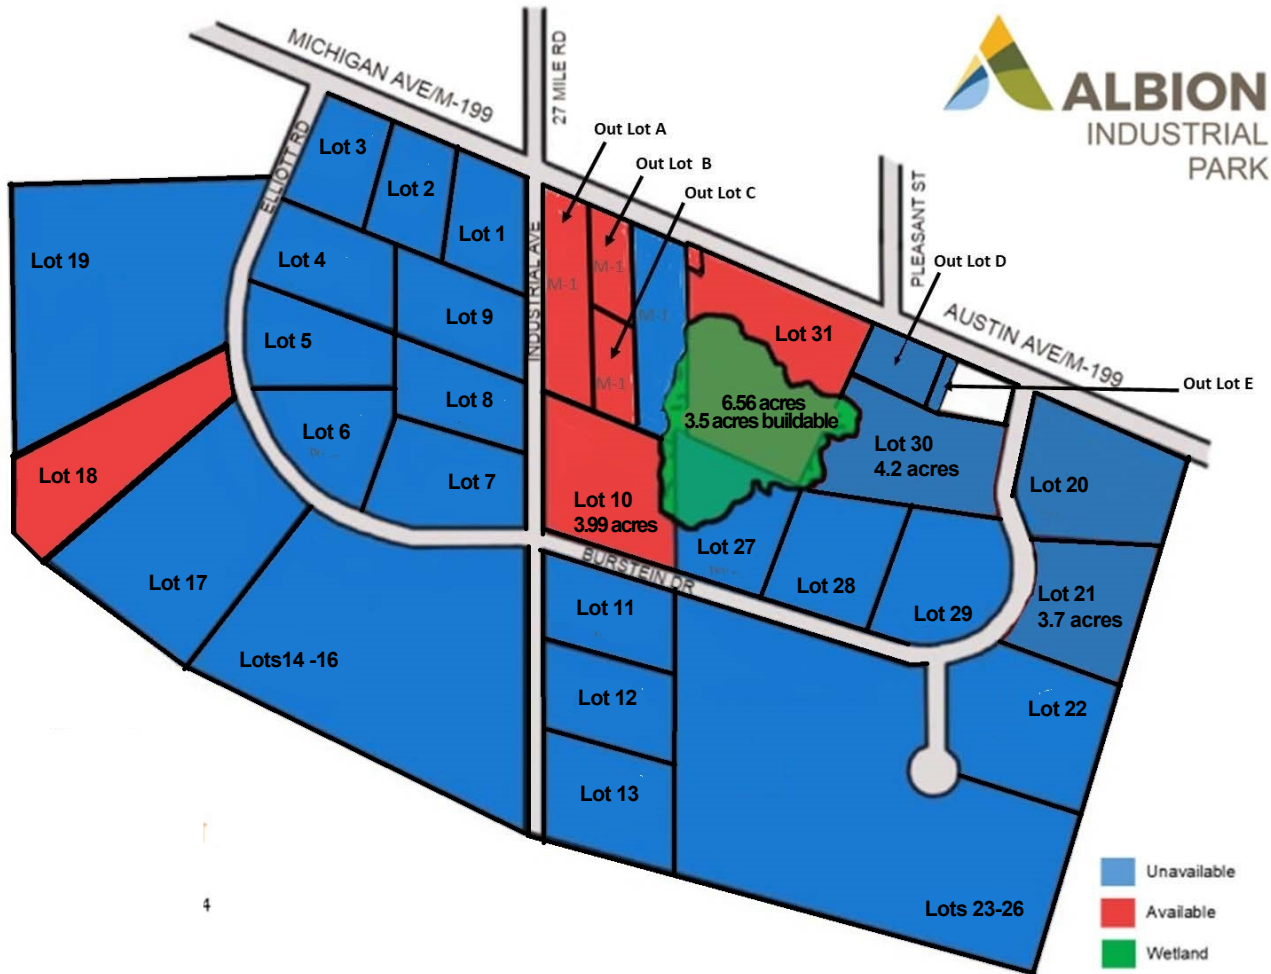 MICHIGAN AVE/M-199
27 MILE RD
ALBION
INDUSTRIAL
PARK
Out Lot A
Out Lot B
Out Lot C
ELLIOTT RD
Lot 3
Lot 2
Lot 1
PLEASANT ST
INDUSTRIAL AVE
Lot 19
Lot 4
M-1
M-1
M-1
M-1
Out Lot D
AUSTIN AVE/M-199
Lot 9
Lot 5
Lot 31
Out Lot E
Lot 8
6.56 acres
3.5 acres buildable
Lot 6
Lot 30
4.2 acres
Lot 18
Lot 7
Lot 10
3.99 acres
Lot 20
Lot 27
BURSTEIN DR
Lot 17
Lot 28
Lot 29
Lot 21
3.7 acres
Lot 11
Lots14 -16
Lot 12
Lot 22
Lot 13
Lots 23-26
4
Unavailable
Available
Wetland